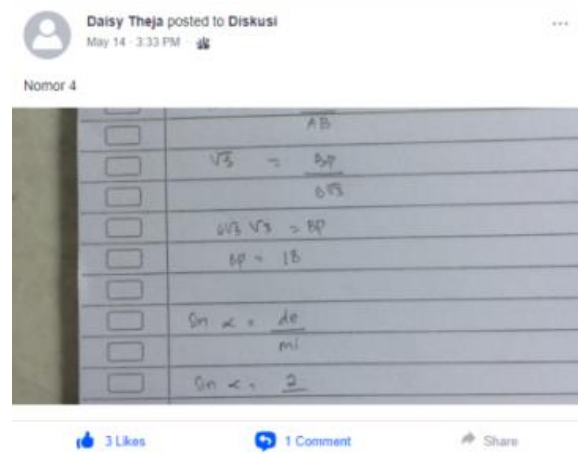 Daisy Theja posted to Diskusi
May 14 · 3:33 PM
Nomor 4
AB
√3 = BP
6√3
6√3 √3 = BP
BP = 18
Sin α = de
mi
Sin α = 2
3 Likes
1 Comment
Share